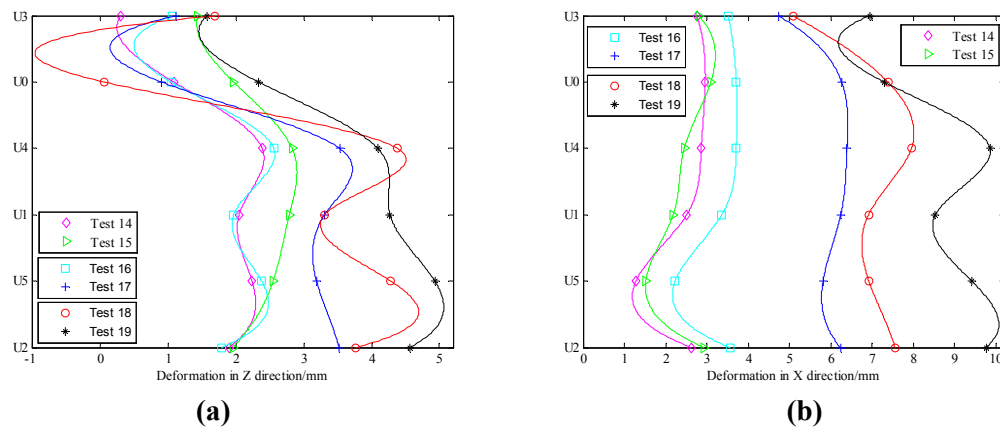 U3
U0
U4
U1
U5
U2
Test 14
Test 15
Test 16
Test 17
Test 18
Test 19
-1 0 1 2 3 4 5
Deformation in Z direction/mm
(a)
U3
U0
U4
U1
U5
U2
Test 16
Test 17
Test 18
Test 19
Test 14
Test 15
0 1 2 3 4 5 6 7 8 9 10
Deformation in X direction/mm
(b)